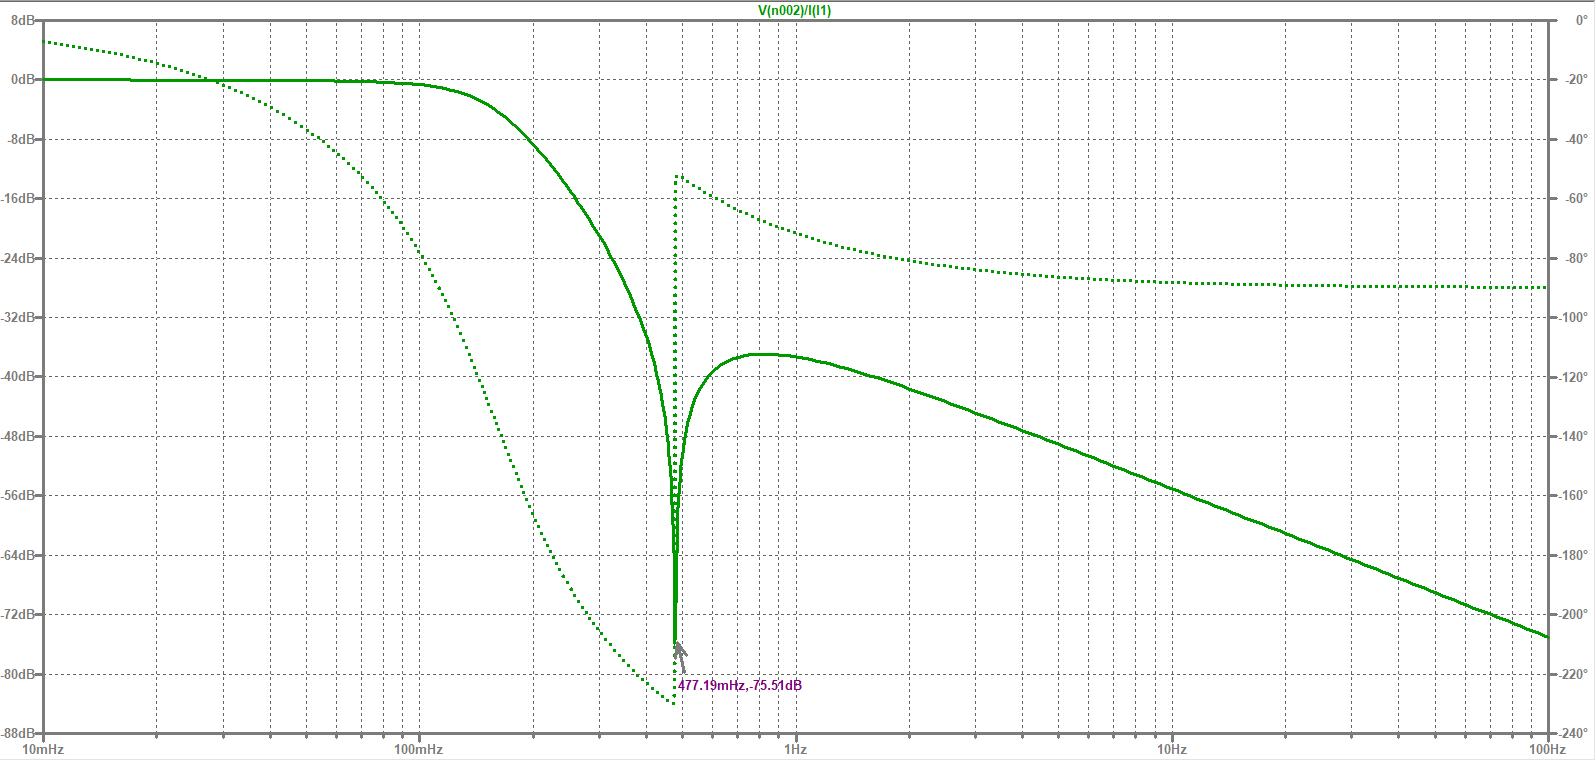 V(n002)/I(I1)
8dB 0°
0dB -20°
-8dB -40°
-16dB -60°
-24dB -80°
-32dB -100°
-40dB -120°
-48dB -140°
-56dB -160°
-64dB -180°
-72dB -200°
-80dB -220°
477.19mHz,-75.51dB
-88dB -240°
10mHz 100mHz 1Hz 10Hz 100Hz